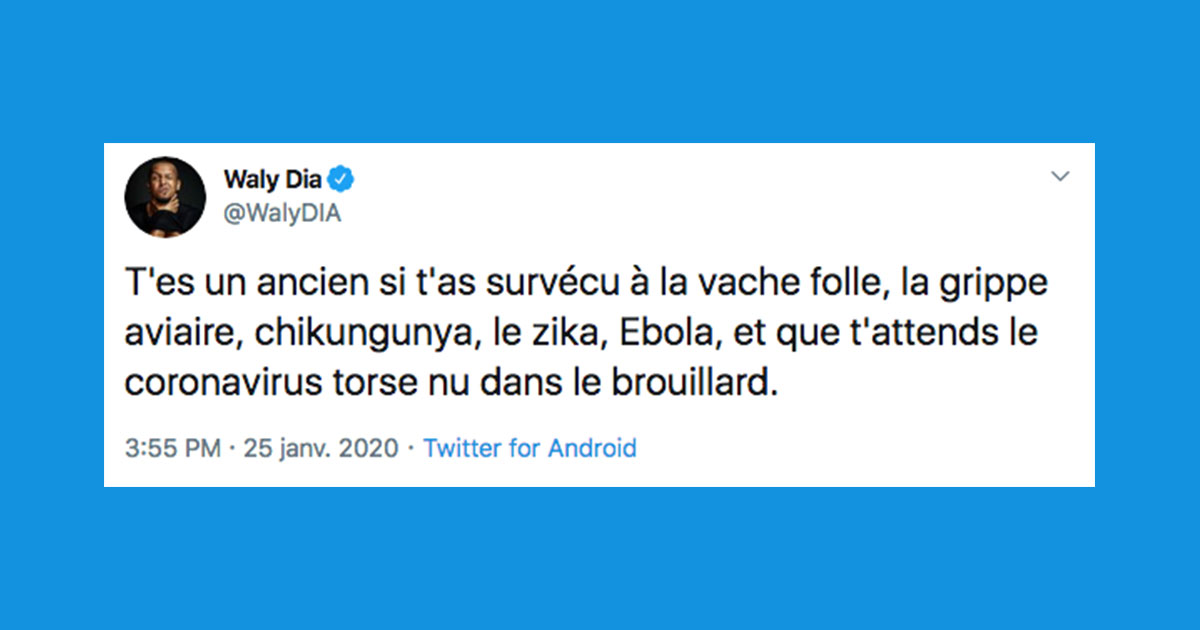 Waly Dia
@WalyDIA
T'es un ancien si t'as survécu à la vache folle, la grippe
aviaire, chikungunya, le zika, Ebola, et que t'attends le
coronavirus torse nu dans le brouillard.
3:55 PM · 25 janv. 2020 · Twitter for Android